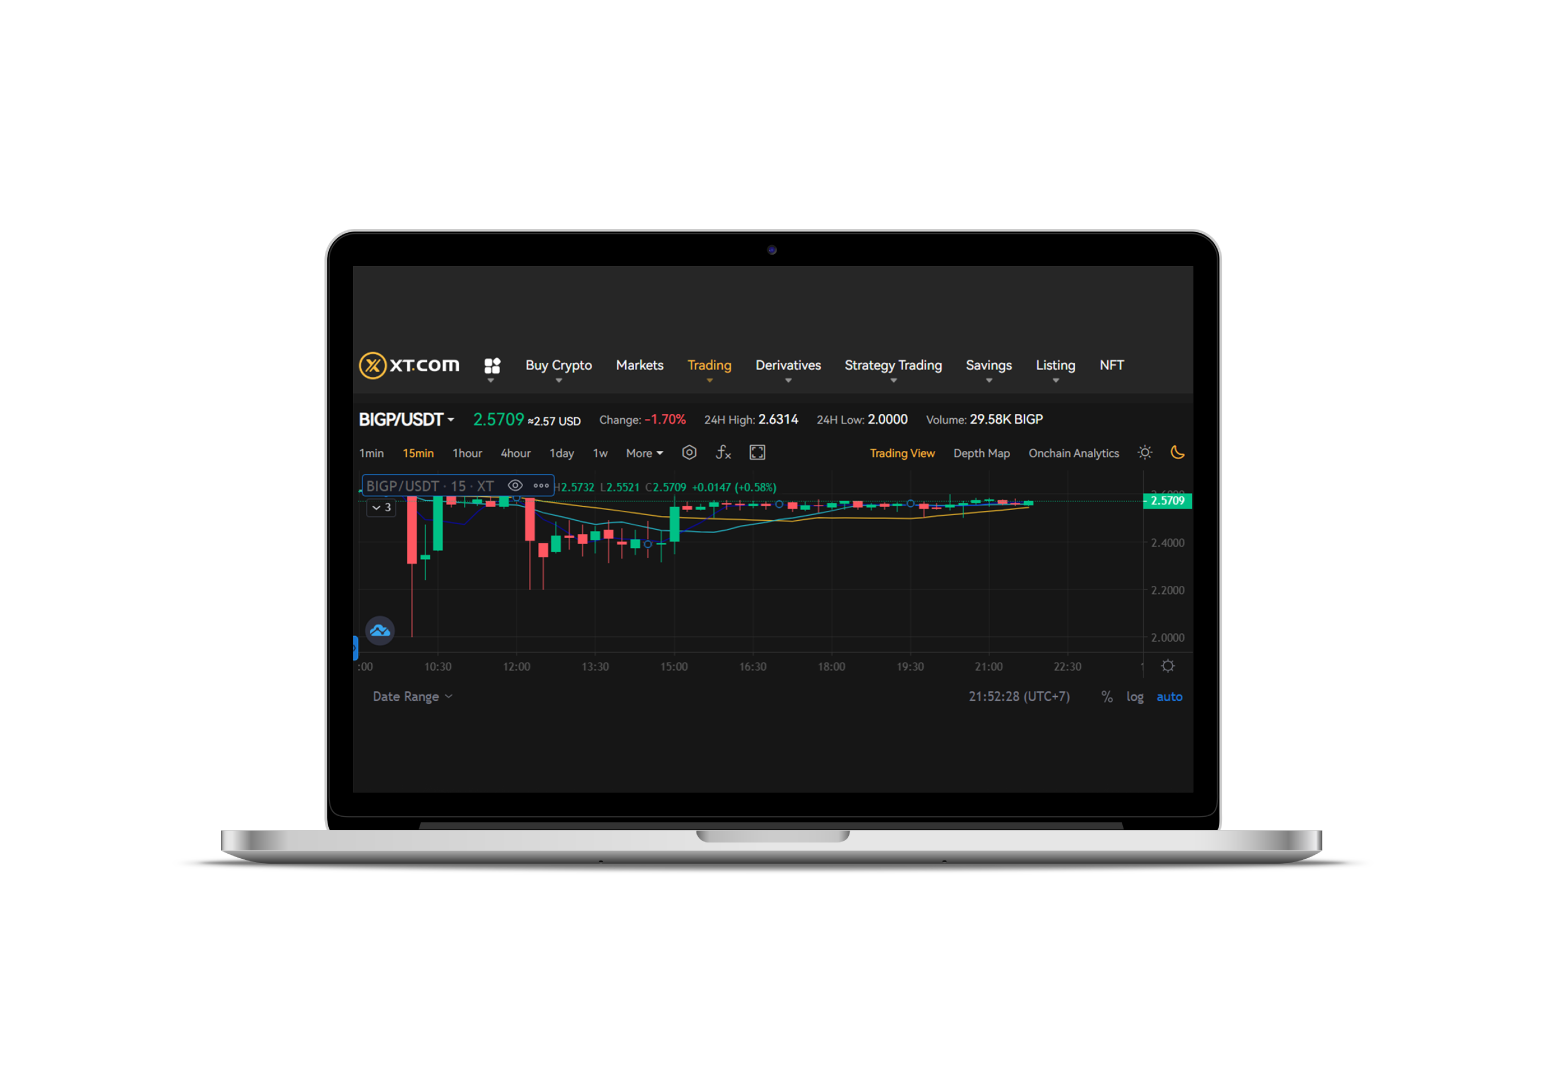 XT.COM Buy Crypto Markets Trading Derivatives Strategy Trading Savings Listing NFT
BIGP/USDT 2.5709 ≈2.57 USD Change: -1.70% 24H High: 2.6314 24H Low: 2.0000 Volume: 29.58K BIGP
1min 15min 1hour 4hour 1day 1w More fx Trading View Depth Map Onchain Analytics
BIGP/USDT · 15 · XT H2.5732 L2.5521 C2.5709 +0.0147 (+0.58%)
3
2.5709
2.4000
2.2000
2.0000
:00 10:30 12:00 13:30 15:00 16:30 18:00 19:30 21:00 22:30
Date Range 21:52:28 (UTC+7) % log auto